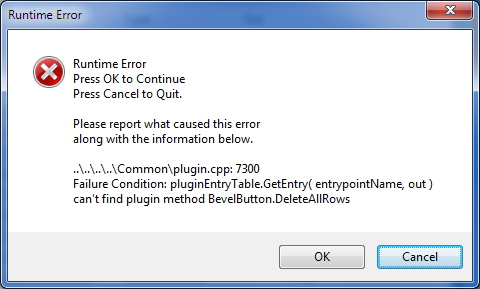 Runtime Error
Runtime Error
Press OK to Continue
Press Cancel to Quit.
Please report what caused this error
along with the information below.
..\..\..\..\Common\plugin.cpp: 7300
Failure Condition: pluginEntryTable.GetEntry( entrypointName, out )
can't find plugin method BevelButton.DeleteAllRows
OK
Cancel